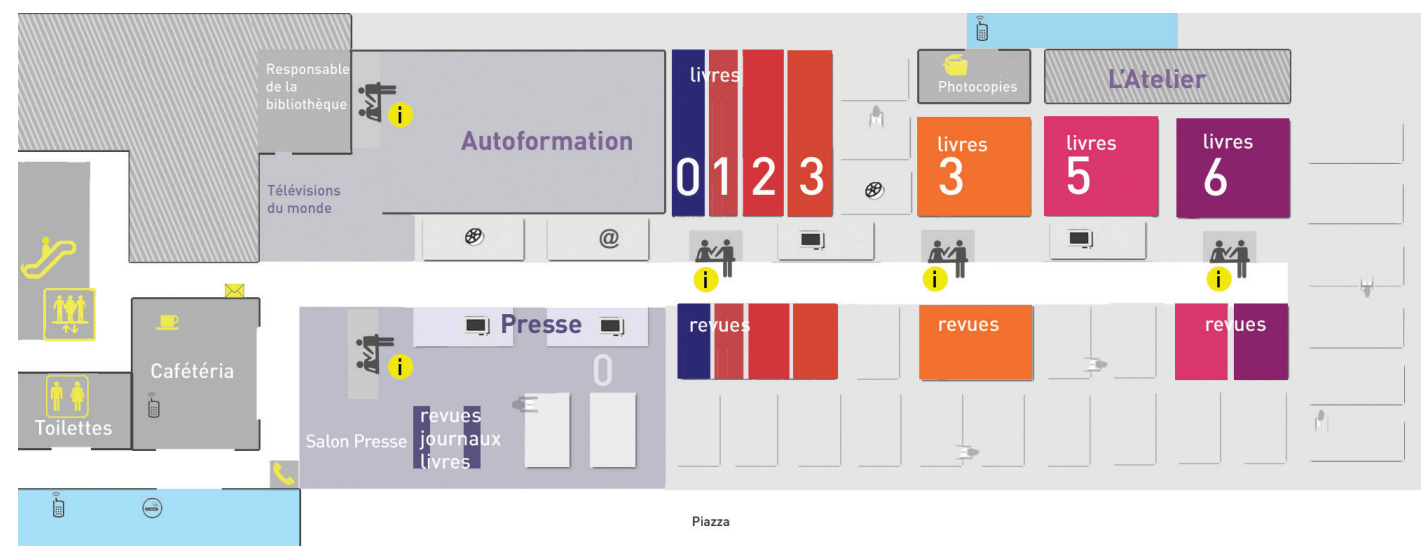 Responsable
de la
bibliothèque
i
Autoformation
Télévisions
du monde
@
livres
0 1 2 3
i
Photocopies
L'Atelier
livres
3
livres
5
livres
6
i
i
Cafétéria
Toilettes
Presse
i
0
Salon Presse
revues
journaux
livres
revues
revues
revues
Piazza